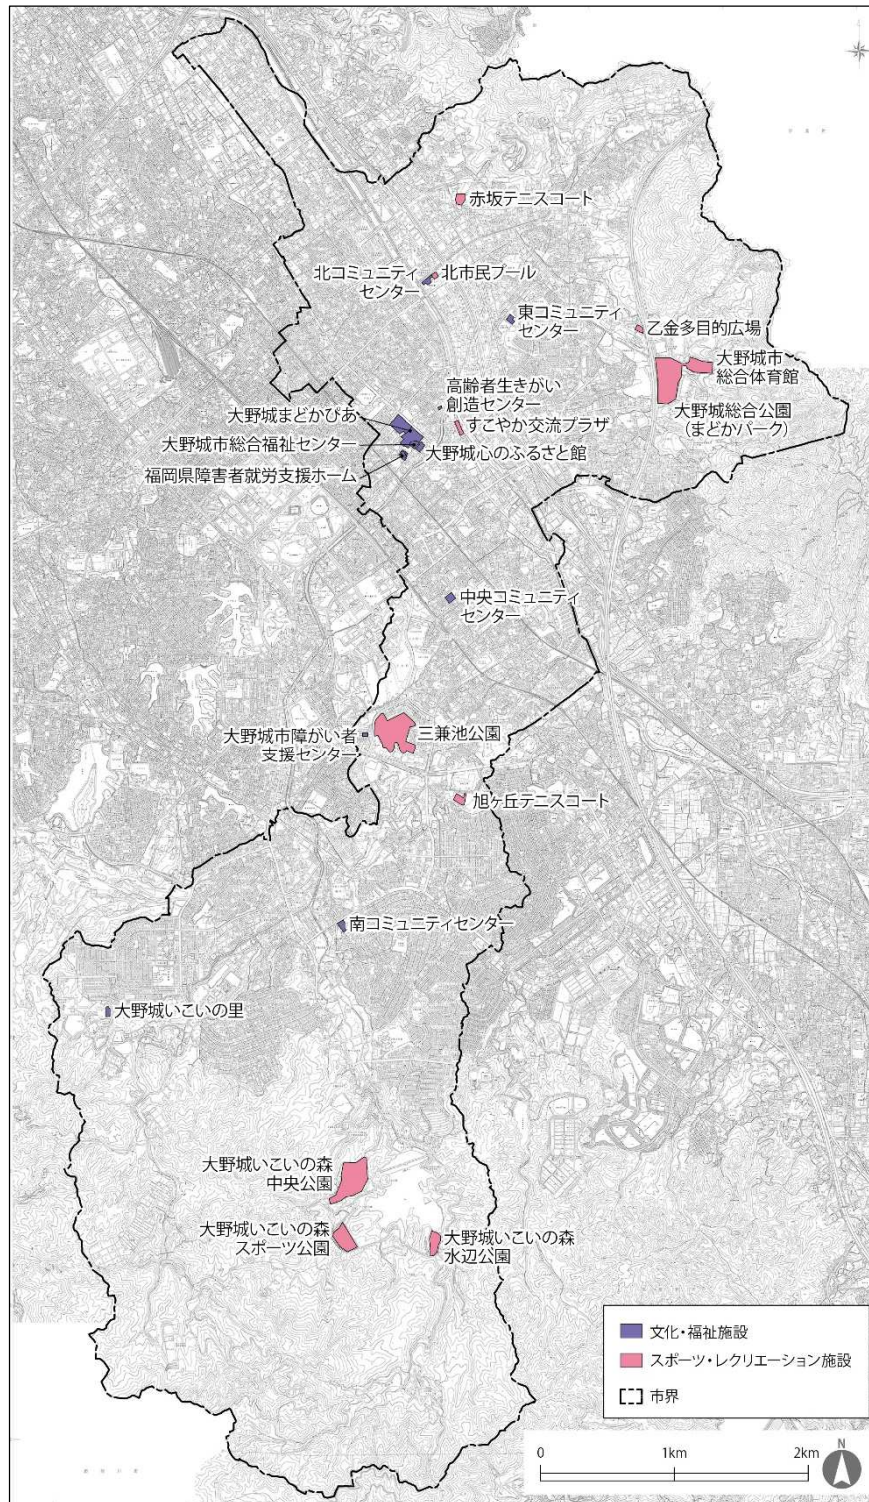 赤坂テニスコート
北コミュニティ
センター
北市民プール
東コミュニティ
センター
乙金多目的広場
大野城市
総合体育館
大野城総合公園
(まどかパーク)
高齢者生きがい
創造センター
すこやか交流プラザ
大野城まどかぴあ
大野城市総合福祉センター
大野城心のふるさと館
福岡県障害者就労支援ホーム
中央コミュニティ
センター
大野城市障がい者
支援センター
三兼池公園
旭ヶ丘テニスコート
南コミュニティセンター
大野城いこいの里
大野城いこいの森
中央公園
大野城いこいの森
スポーツ公園
大野城いこいの森
水辺公園
文化・福祉施設
スポーツ・レクリエーション施設
市界
0 1km 2km
N